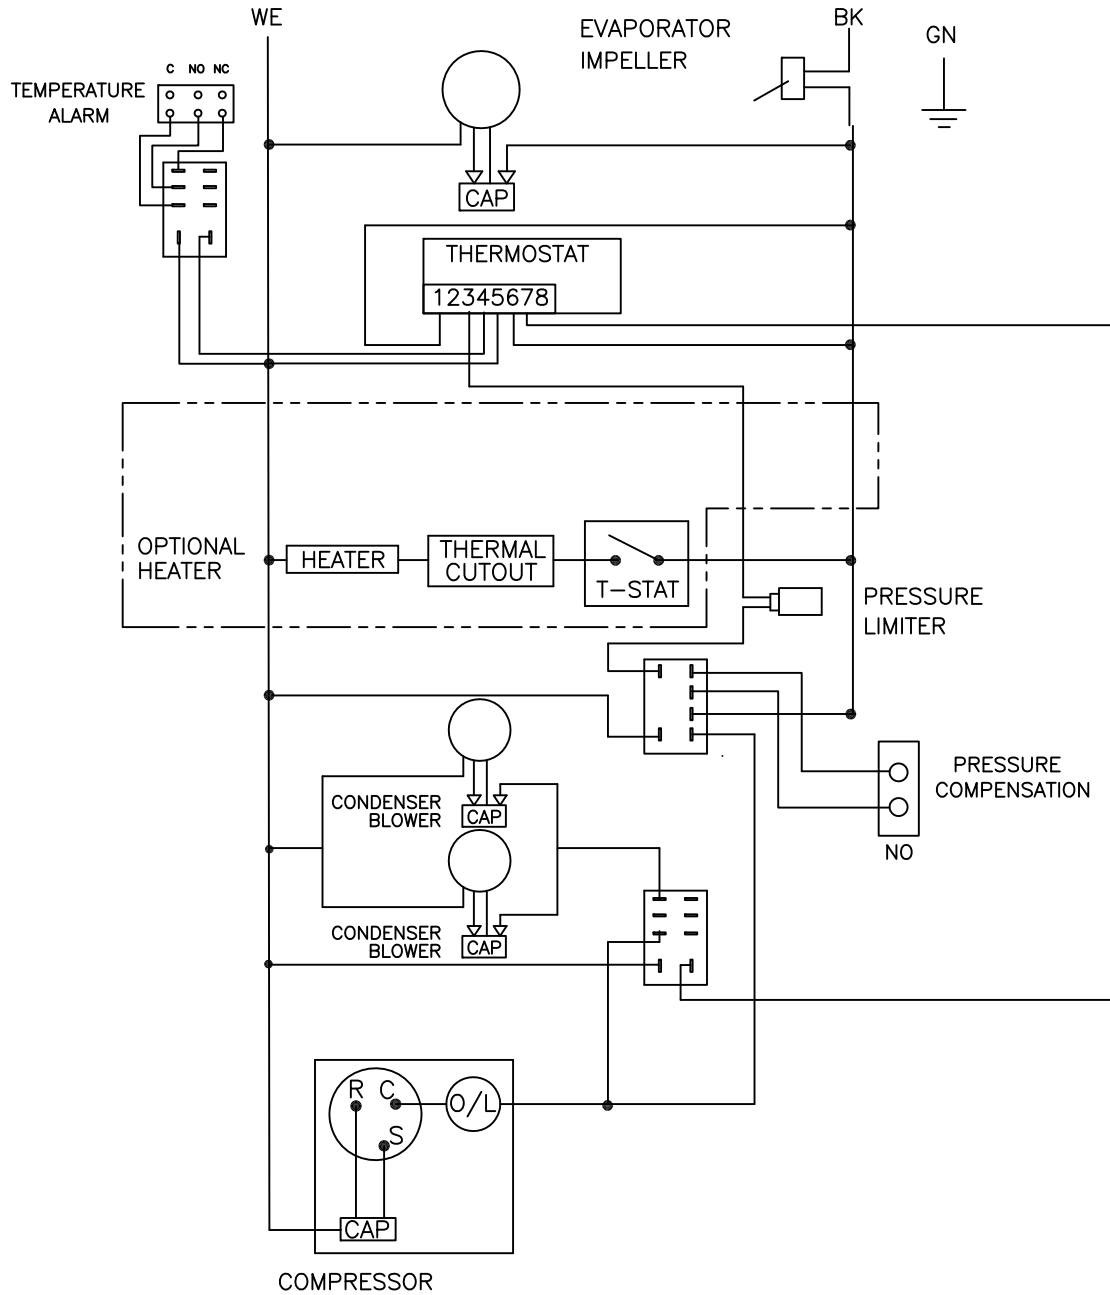 WE
EVAPORATOR
IMPELLER
BK
GN
C NO NC
TEMPERATURE
ALARM
CAP
THERMOSTAT
12345678
OPTIONAL
HEATER
HEATER
THERMAL
CUTOUT
T-STAT
PRESSURE
LIMITER
PRESSURE
COMPENSATION
NO
CONDENSER
BLOWER
CAP
CONDENSER
BLOWER
CAP
R C
S
O/L
CAP
COMPRESSOR